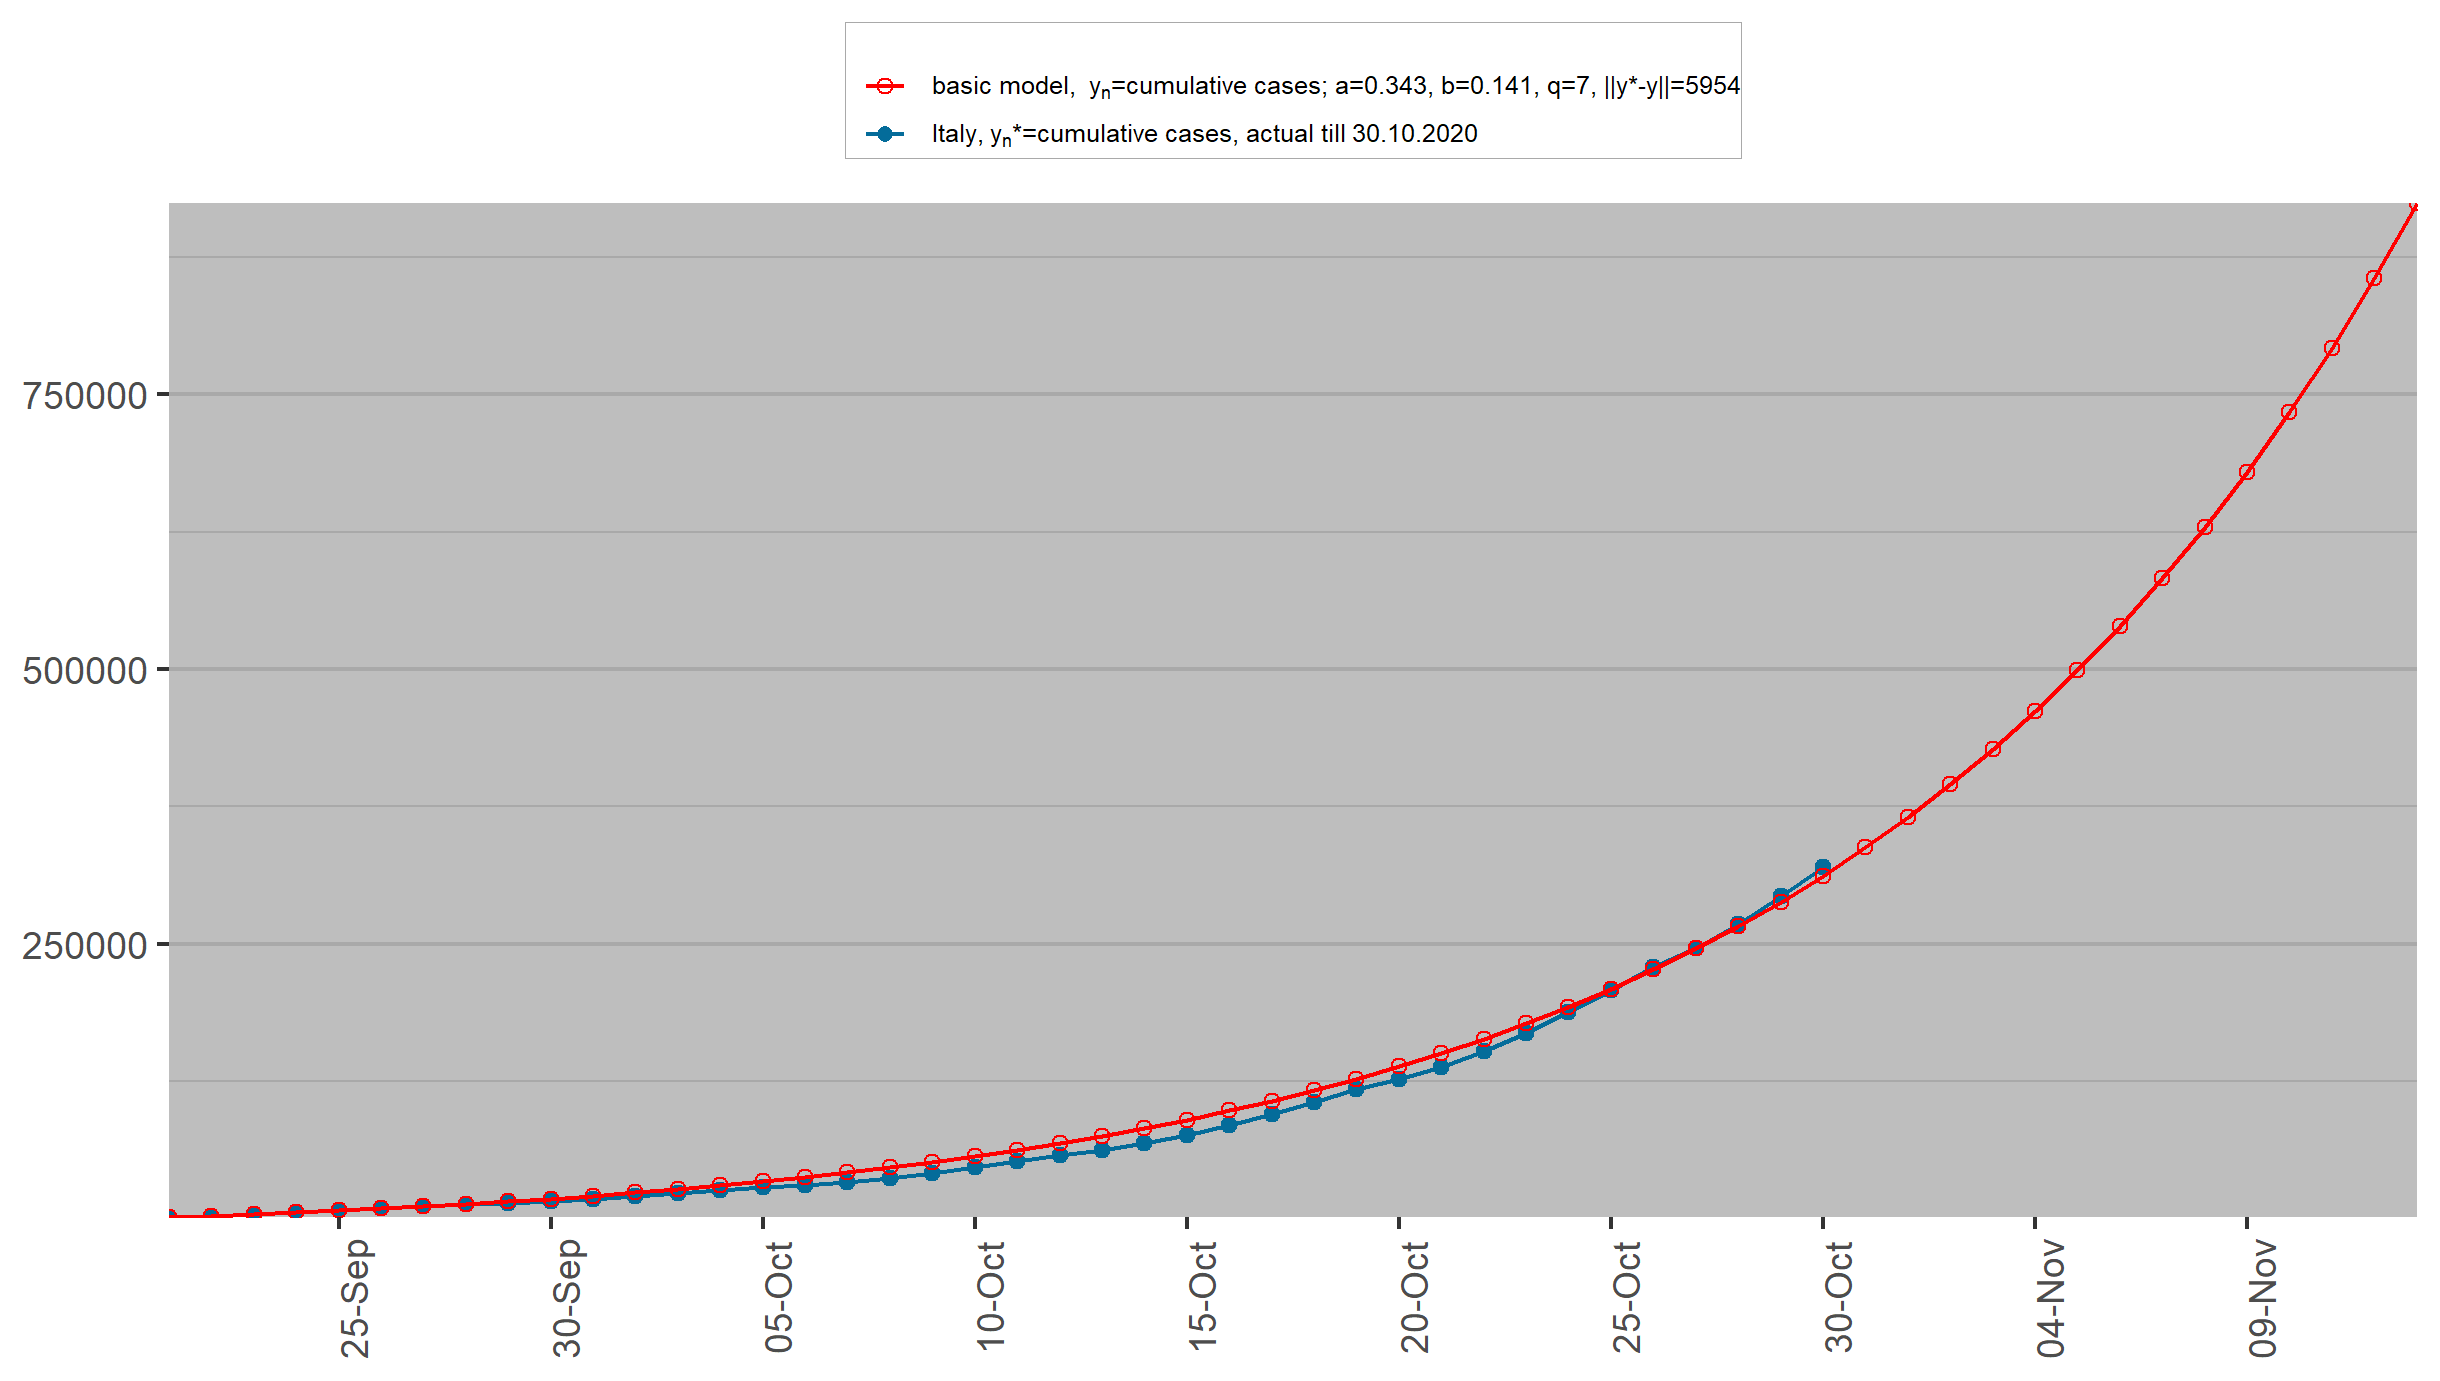 basic model,  yn=cumulative cases; a=0.343, b=0.141, q=7, ||y*-y||=5954
Italy, yn*=cumulative cases, actual till 30.10.2020
750000
500000
250000
25-Sep
30-Sep
05-Oct
10-Oct
15-Oct
20-Oct
25-Oct
30-Oct
04-Nov
09-Nov